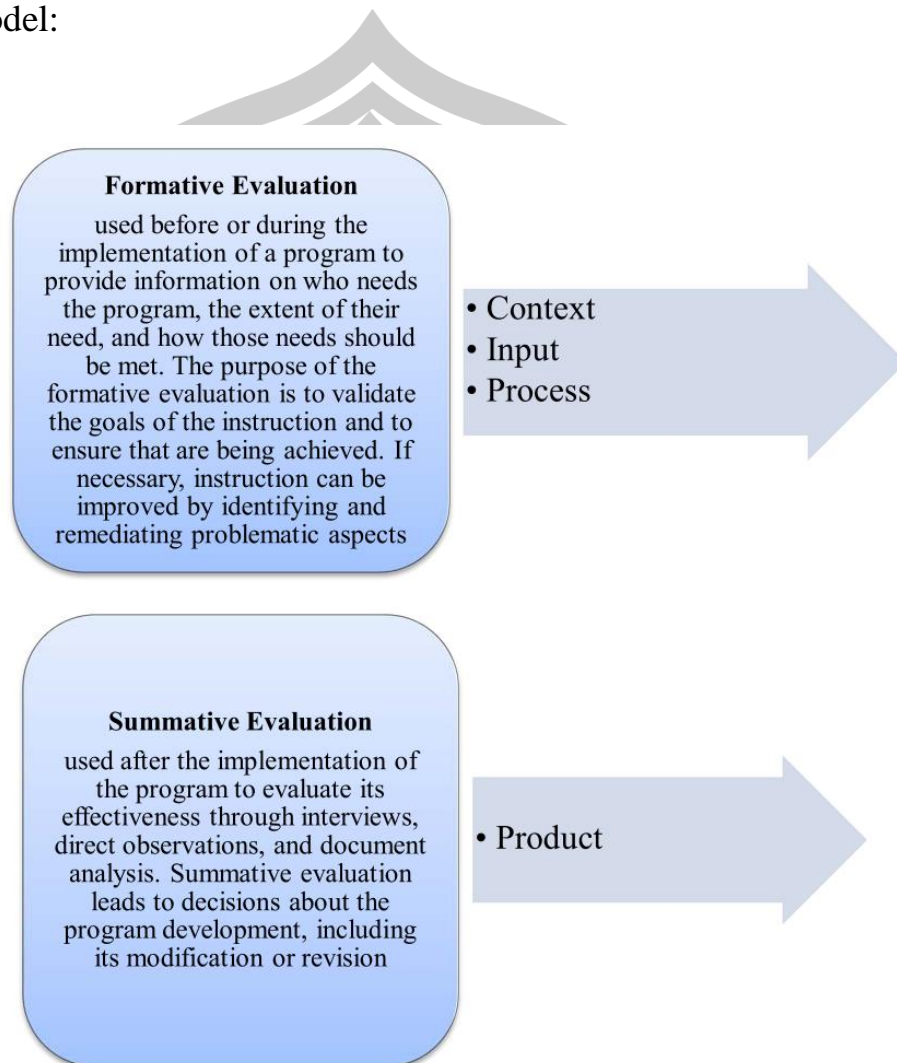 odel:
Formative Evaluation
used before or during the
implementation of a program to
provide information on who needs
the program, the extent of their
need, and how those needs should
be met. The purpose of the
formative evaluation is to validate
the goals of the instruction and to
ensure that are being achieved. If
necessary, instruction can be
improved by identifying and
remediating problematic aspects
• Context
• Input
• Process
Summative Evaluation
used after the implementation of
the program to evaluate its
effectiveness through interviews,
direct observations, and document
analysis. Summative evaluation
leads to decisions about the
program development, including
its modification or revision
• Product